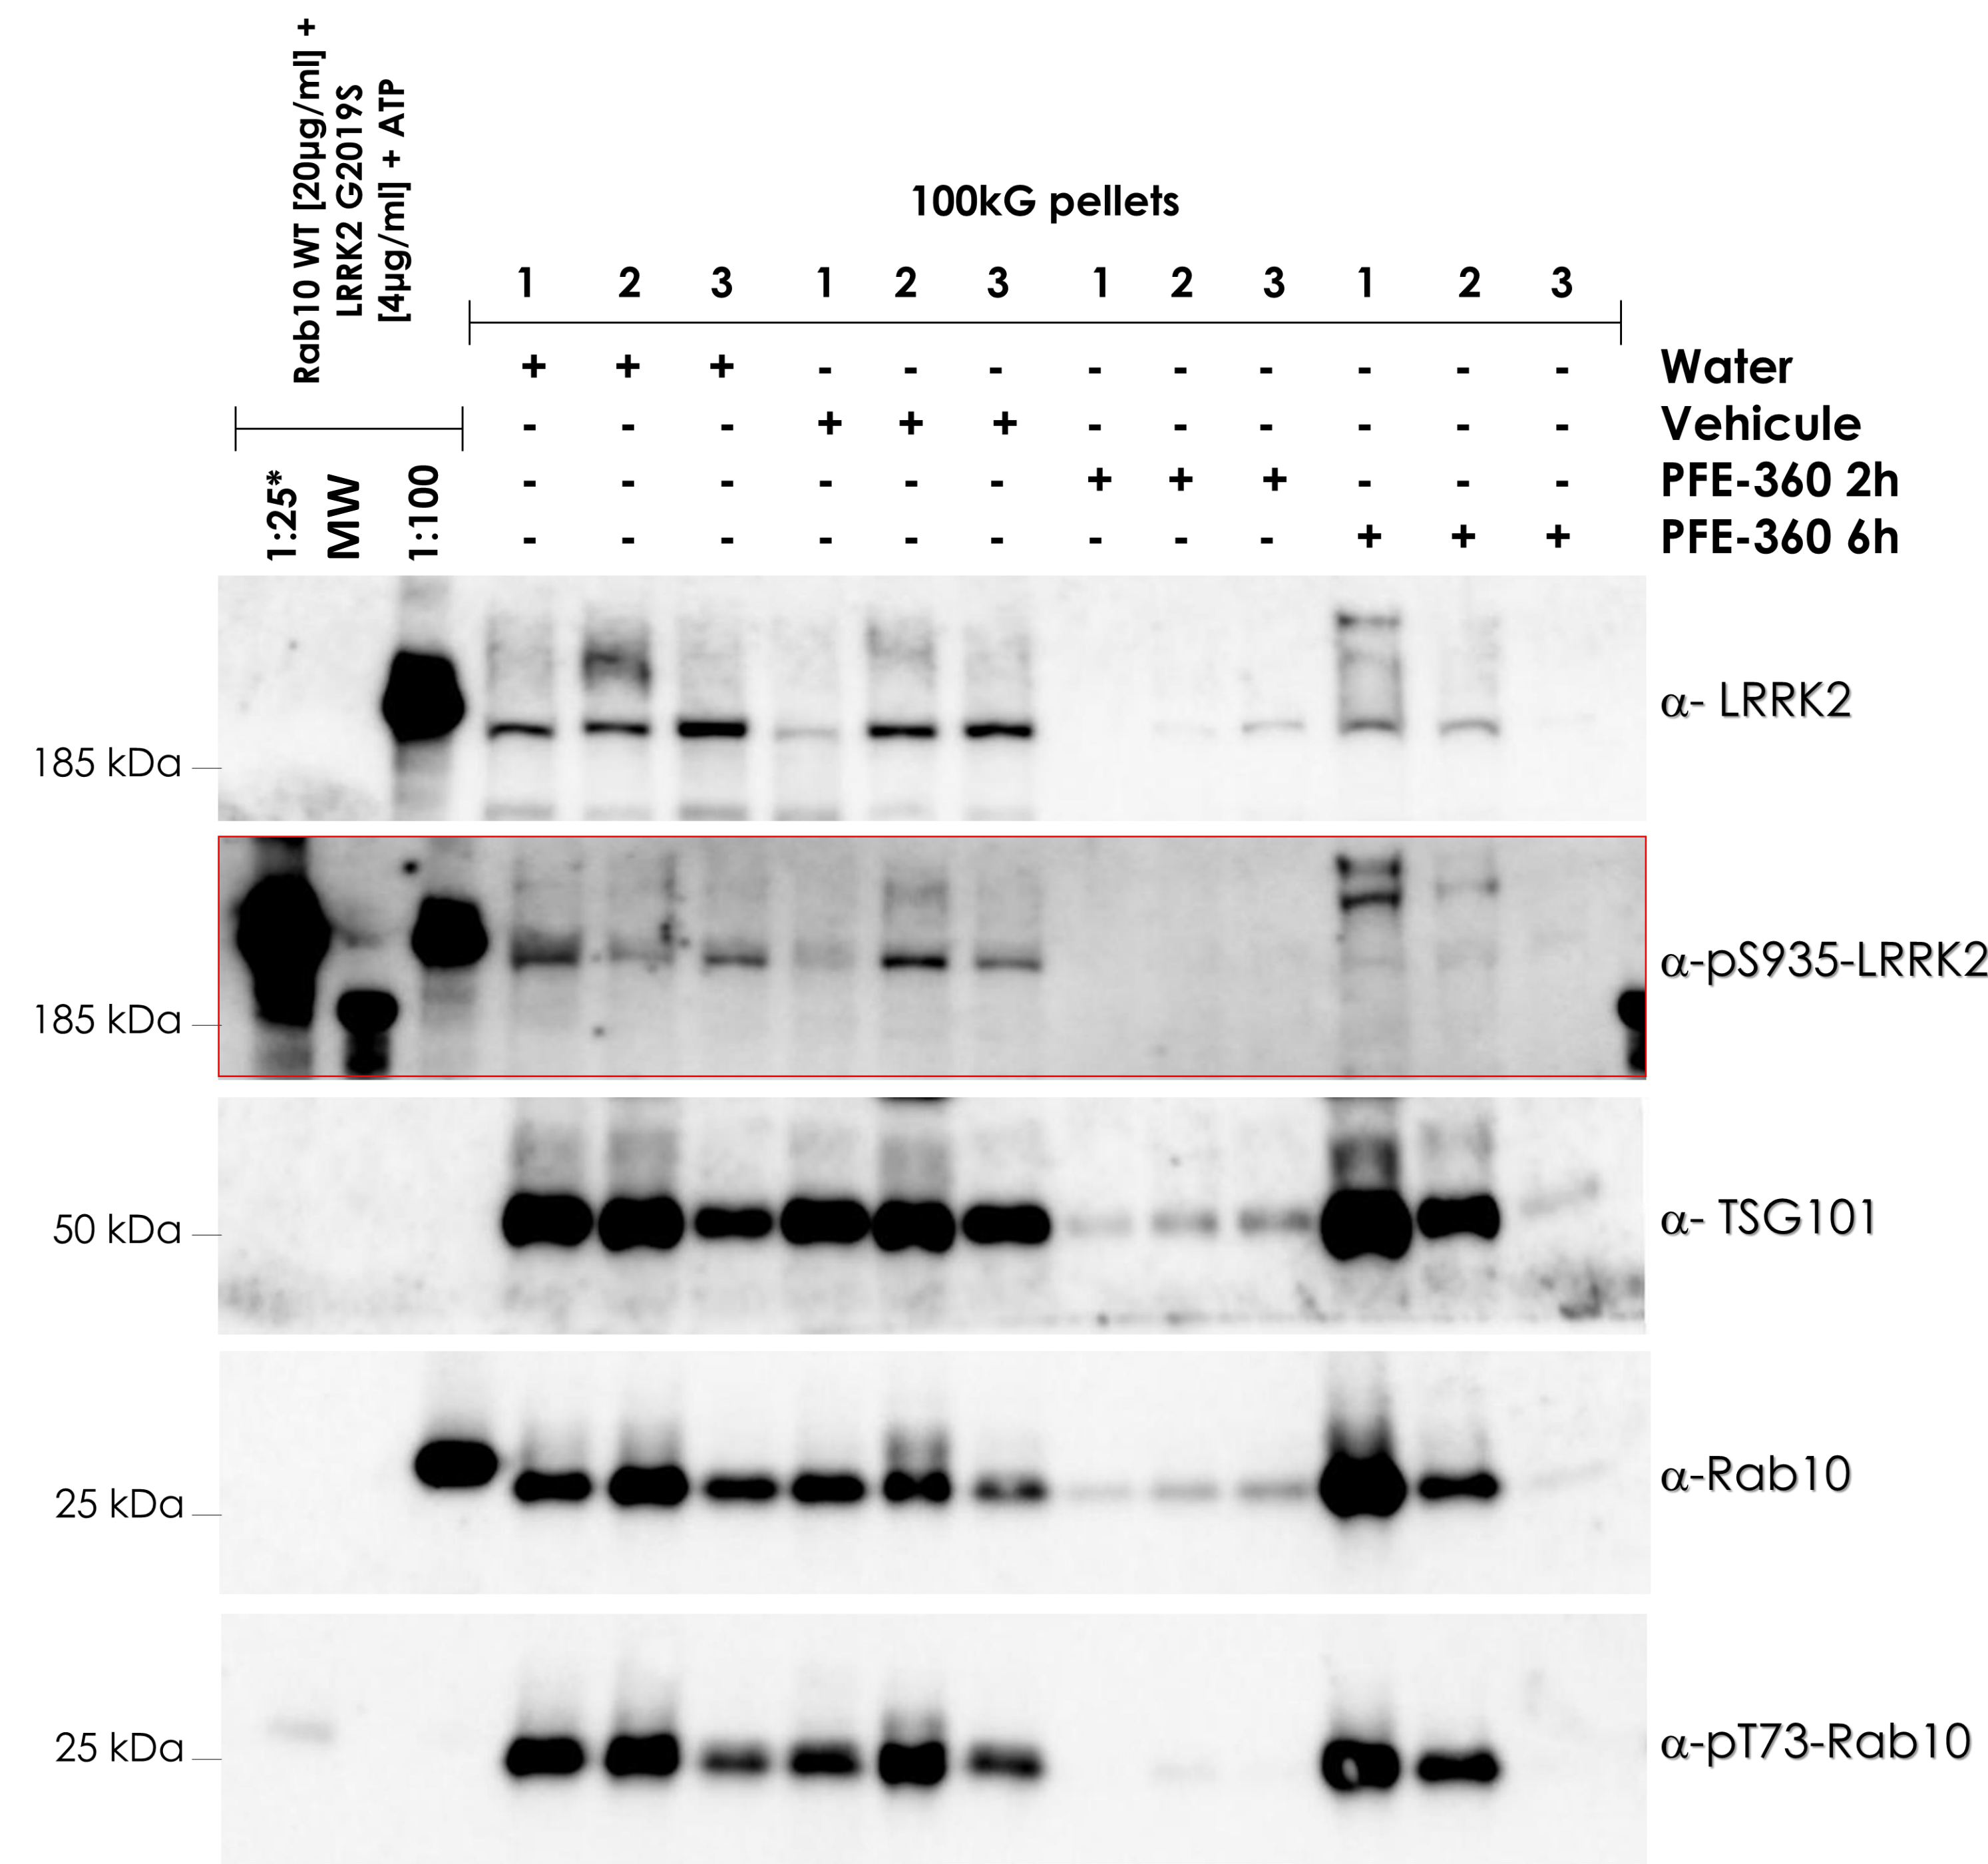 Rab10 WT [20µg/ml] +
LRRK2 G2019S
[4µg/ml] + ATP
100kG pellets
1 2 3 1 2 3 1 2 3 1 2 3
+ + + - - - - - - - - - Water
- - - + + + - - - - - - Vehicule
- - - - - - + + + - - - PFE-360 2h
- - - - - - - - - + + + PFE-360 6h
1:25* MW 1:100
α- LRRK2
185 kDa
α-pS935-LRRK2
185 kDa
α- TSG101
50 kDa
α-Rab10
25 kDa
α-pT73-Rab10
25 kDa